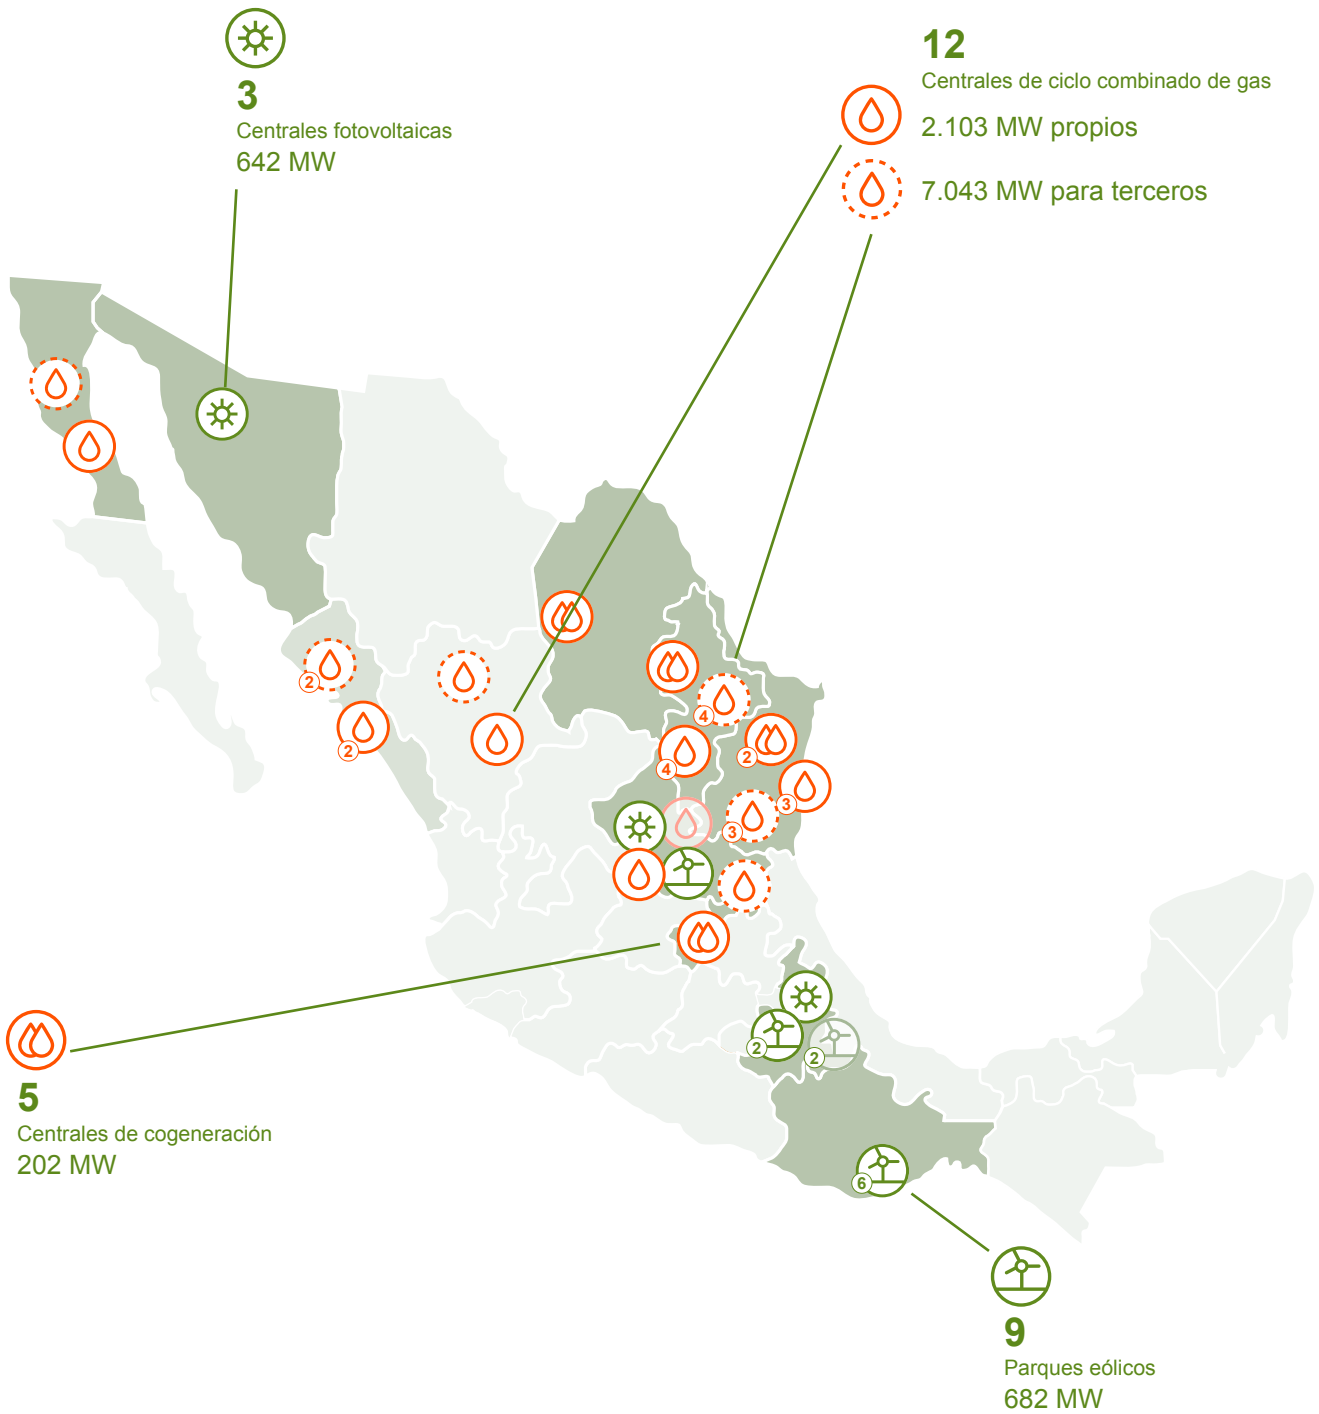 3
Centrales fotovoltaicas
642 MW
12
Centrales de ciclo combinado de gas
2.103 MW propios
7.043 MW para terceros
2
2
4
4
2
3
3
2
2
6
5
Centrales de cogeneración
202 MW
9
Parques eólicos
682 MW